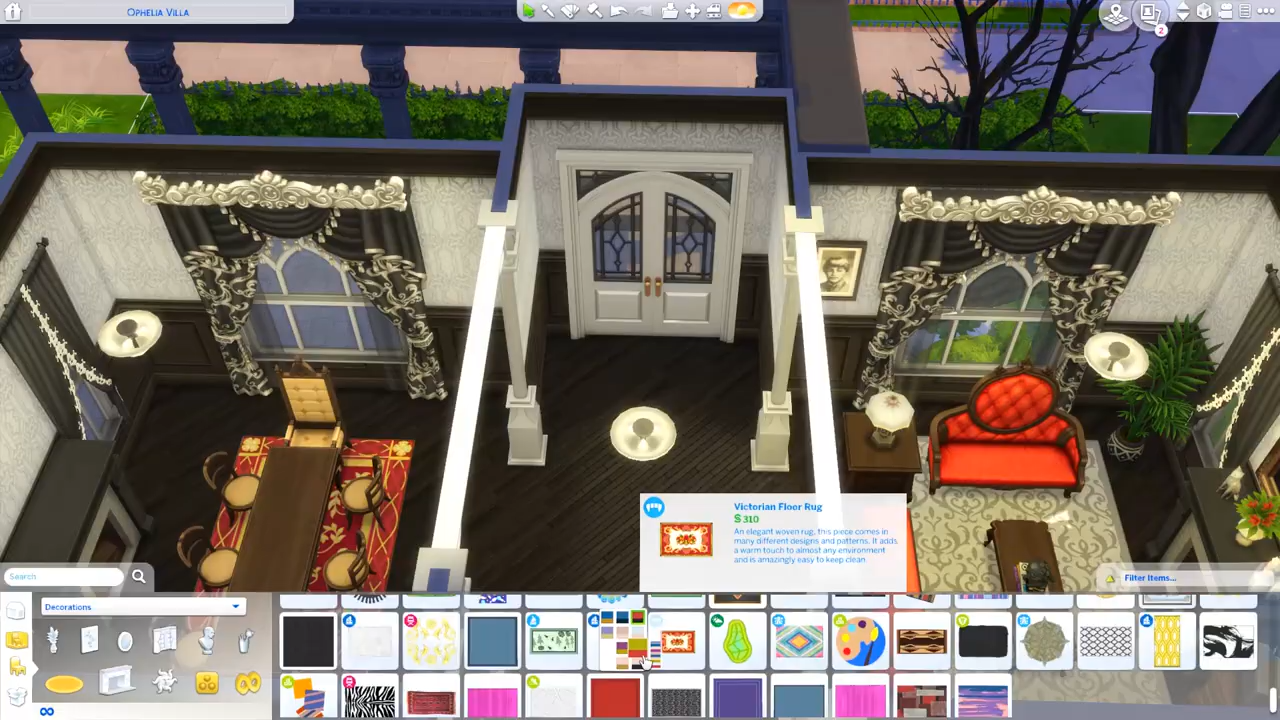 OPHELIA VILLA
2
Victorian Floor Rug
§310
An elegant woven rug, this piece comes in
many different designs and patterns. It adds
a warm touch to almost any environment
and is amazingly easy to keep clean.
Search
Filter Items...
Decorations